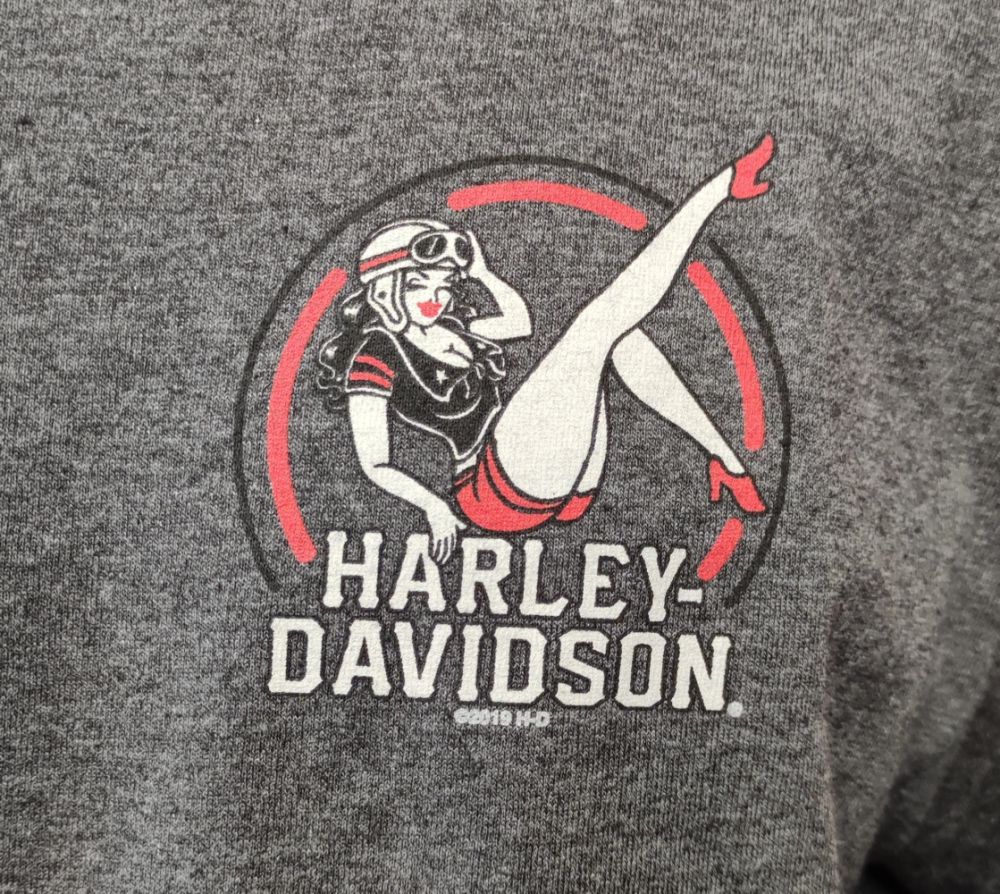 HARLEY-
DAVIDSON.
©2019 H-D